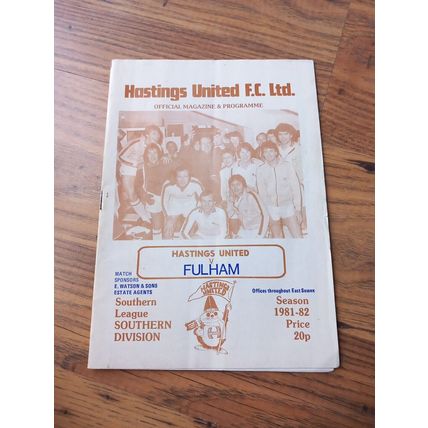 Hastings United F.C. Ltd.
OFFICIAL MAGAZINE & PROGRAMME
HASTINGS UNITED
v
FULHAM
MATCH
SPONSORS
E. WATSON & SONS
ESTATE AGENTS
Offices throughout East Sussex
Southern
League
SOUTHERN
DIVISION
HASTINGS
UNITED
Season
1981-82
Price
20p